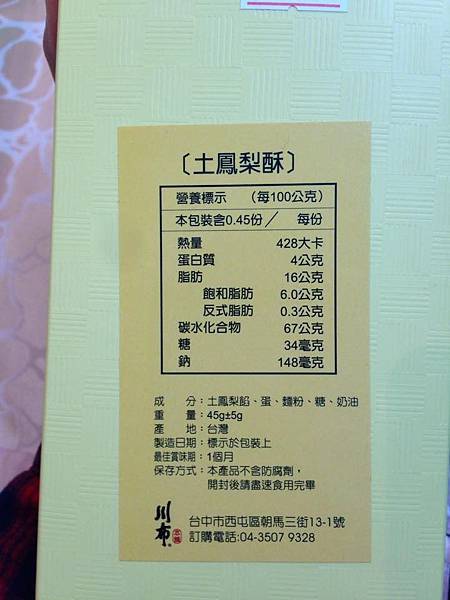 〔土鳳梨酥〕
營養標示 (每100公克)
本包裝含0.45份／ 每份
熱量 428大卡
蛋白質 4公克
脂肪 16公克
飽和脂肪 6.0公克
反式脂肪 0.3公克
碳水化合物 67公克
糖 34毫克
鈉 148毫克
成 分：土鳳梨餡、蛋、麵粉、糖、奶油
重 量：45g±5g
產 地：台灣
製造日期：標示於包裝上
最佳賞味期：1個月
保存方式：本產品不含防腐劑，
開封後請盡速食用完畢
川布
台中市西屯區朝馬三街13-1號
訂購電話:04-3507 9328